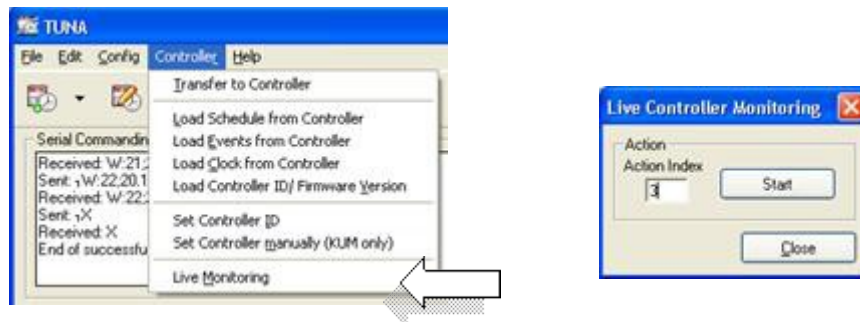 TUNA
File Edit Config Controller Help
Transfer to Controller
Load Schedule from Controller
Load Events from Controller
Load Clock from Controller
Load Controller ID/ Firmware Version
Set Controller ID
Set Controller manually (KUM only)
Live Monitoring
Serial Commandin
Received: W:21;
Sent: ┐W:22;20.1
Received: W:22;
Sent: ┐X
Received: X
End of successfu
Live Controller Monitoring
Action
Action Index
3
Start
Close